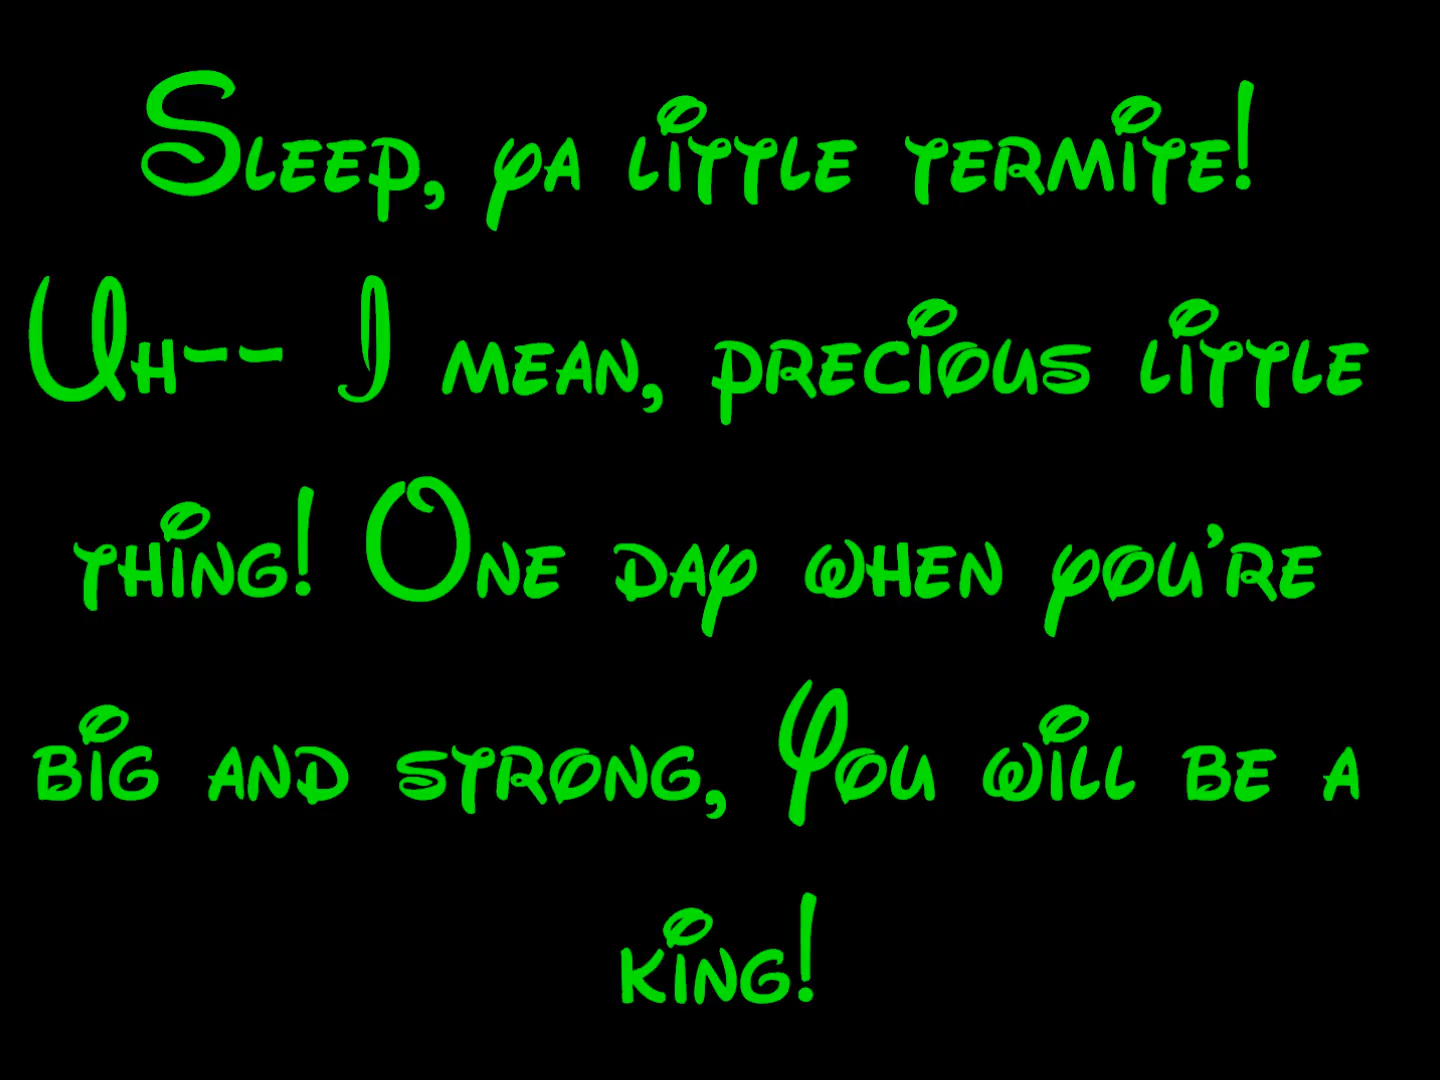 Sleep, ya little termite!
Uh-- I mean, precious little
thing! One day when you're
big and strong, You will be a
king!